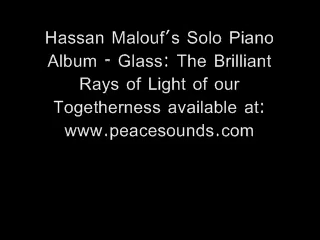 Hassan Malouf's Solo Piano
Album - Glass: The Brilliant
Rays of Light of our
Togetherness available at:
www.peacesounds.com